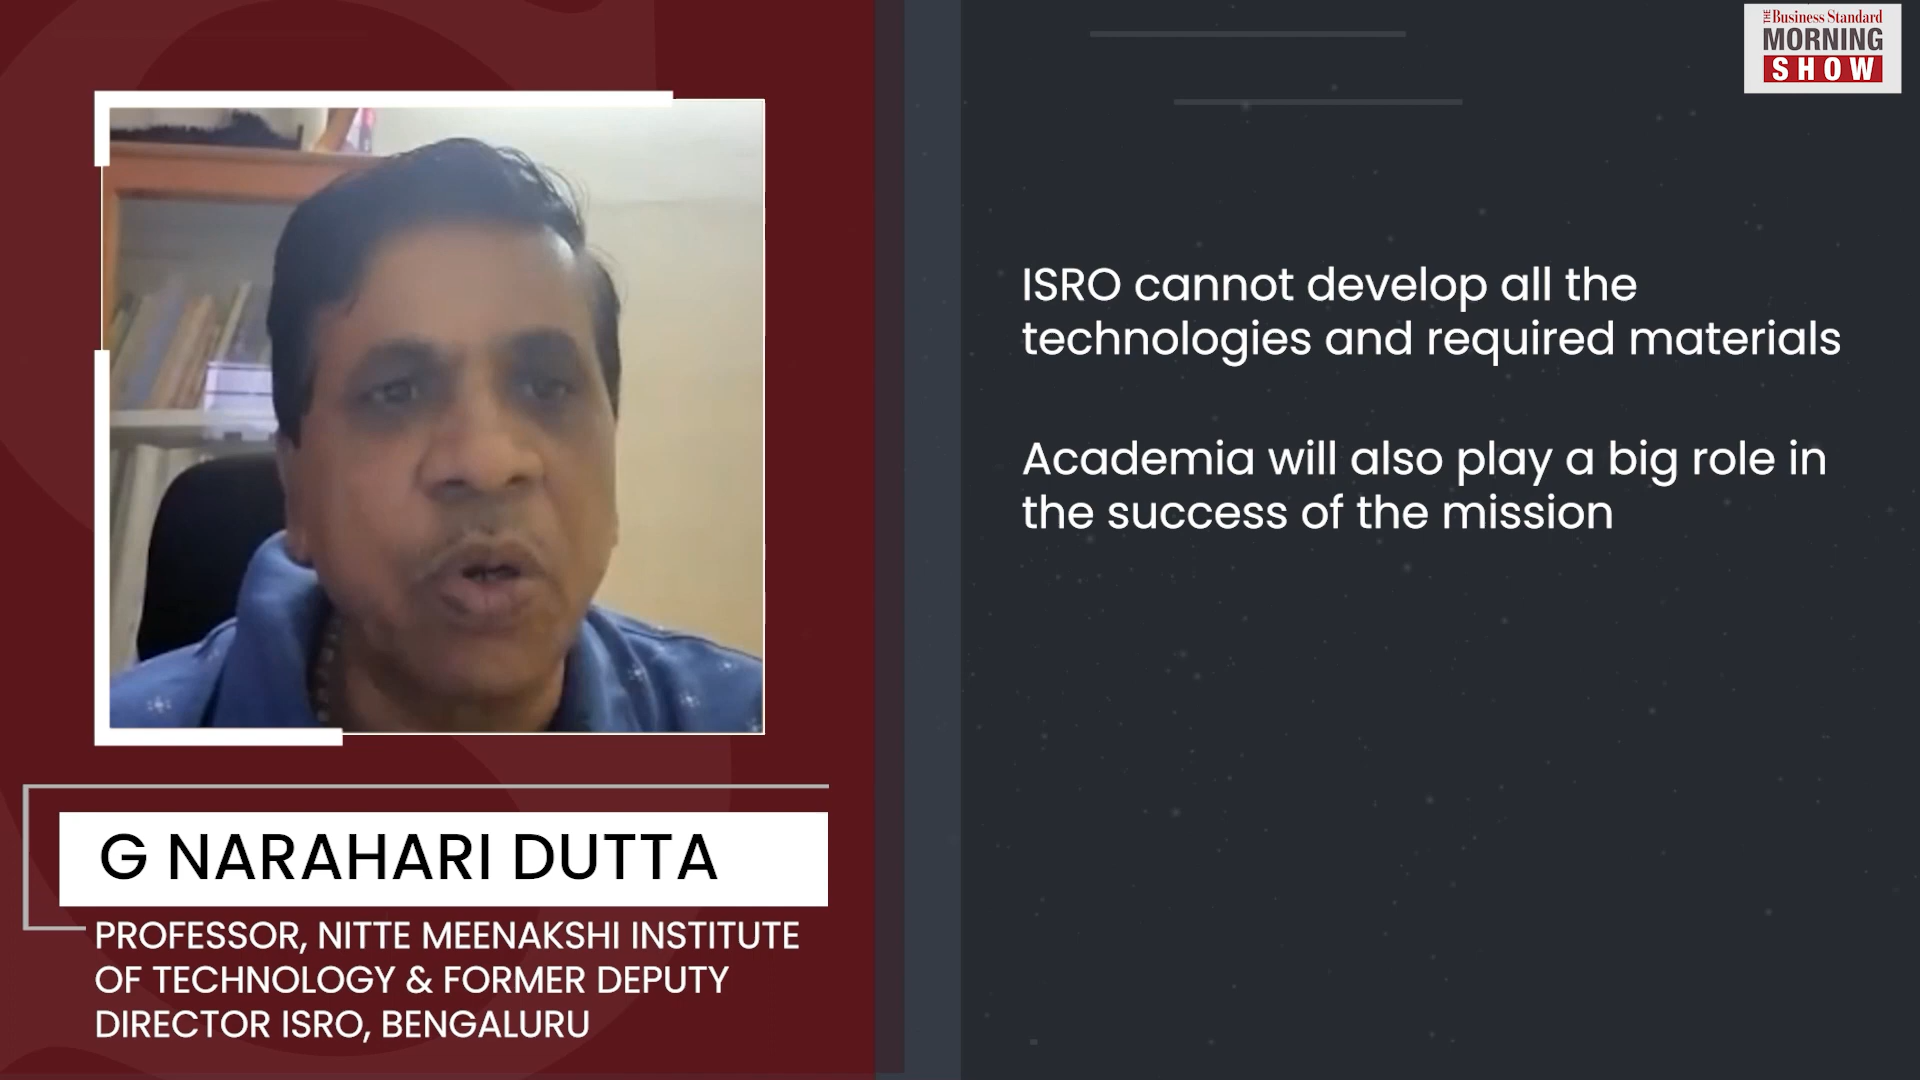 THE Business Standard
MORNING
SHOW
ISRO cannot develop all the
technologies and required materials
Academia will also play a big role in
the success of the mission
G NARAHARI DUTTA
PROFESSOR, NITTE MEENAKSHI INSTITUTE
OF TECHNOLOGY & FORMER DEPUTY
DIRECTOR ISRO, BENGALURU